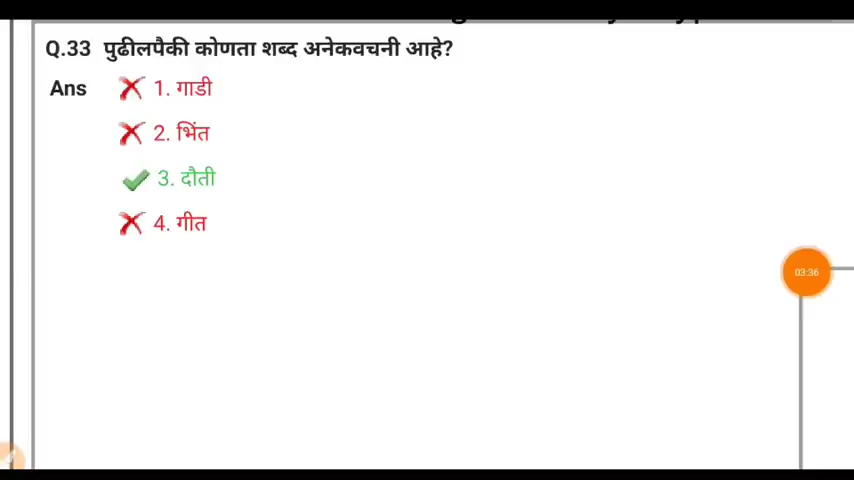 Q.33 पुढीलपैकी कोणता शब्द अनेकवचनी आहे?
Ans 1. गाडी
2. भिंत
3. दौती
4. गीत
03:36